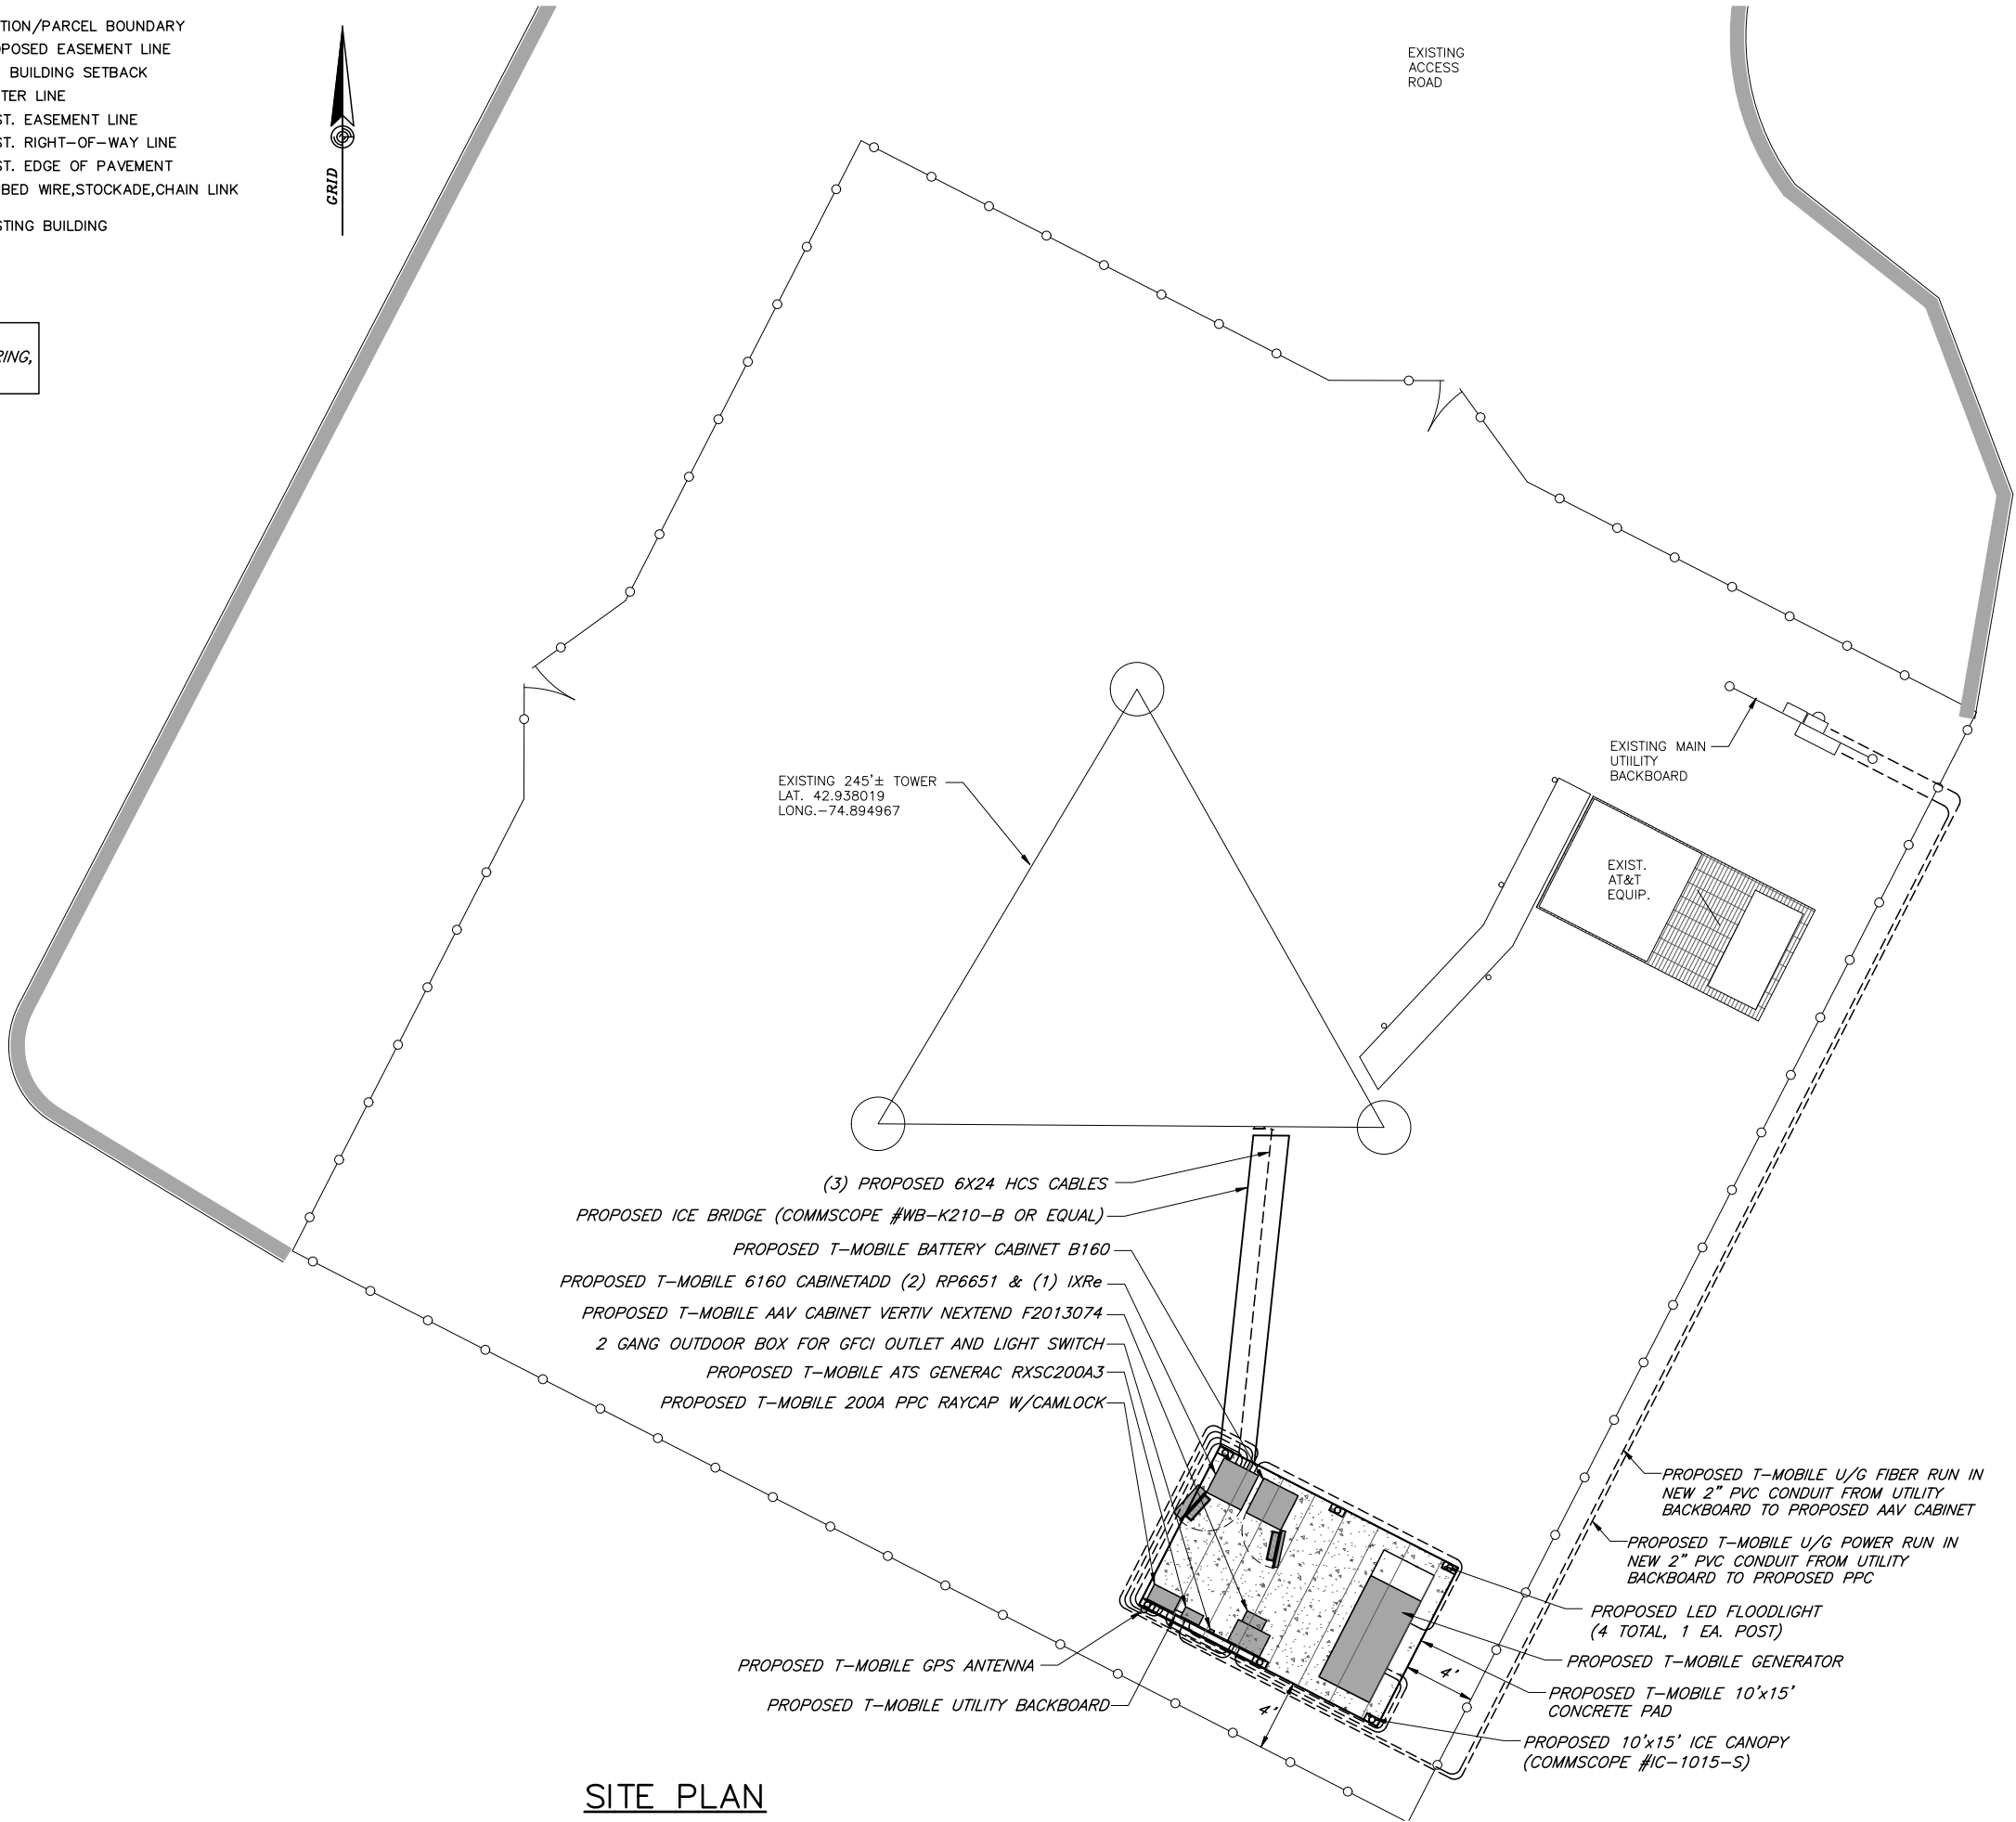 TION/PARCEL BOUNDARY
POSED EASEMENT LINE
BUILDING SETBACK
TER LINE
ST. EASEMENT LINE
ST. RIGHT-OF-WAY LINE
ST. EDGE OF PAVEMENT
BED WIRE,STOCKADE,CHAIN LINK
STING BUILDING
RING,
GRID
EXISTING
ACCESS
ROAD
EXISTING 245'± TOWER
LAT. 42.938019
LONG.-74.894967
EXISTING MAIN
UTIILITY
BACKBOARD
EXIST.
AT&T
EQUIP.
(3) PROPOSED 6X24 HCS CABLES
PROPOSED ICE BRIDGE (COMMSCOPE #WB-K210-B OR EQUAL)
PROPOSED T-MOBILE BATTERY CABINET B160
PROPOSED T-MOBILE 6160 CABINETADD (2) RP6651 & (1) IXRe
PROPOSED T-MOBILE AAV CABINET VERTIV NEXTEND F2013074
2 GANG OUTDOOR BOX FOR GFCI OUTLET AND LIGHT SWITCH
PROPOSED T-MOBILE ATS GENERAC RXSC200A3
PROPOSED T-MOBILE 200A PPC RAYCAP W/CAMLOCK
PROPOSED T-MOBILE GPS ANTENNA
PROPOSED T-MOBILE UTILITY BACKBOARD
4'
4'
PROPOSED T-MOBILE U/G FIBER RUN IN
NEW 2" PVC CONDUIT FROM UTILITY
BACKBOARD TO PROPOSED AAV CABINET
PROPOSED T-MOBILE U/G POWER RUN IN
NEW 2" PVC CONDUIT FROM UTILITY
BACKBOARD TO PROPOSED PPC
PROPOSED LED FLOODLIGHT
(4 TOTAL, 1 EA. POST)
PROPOSED T-MOBILE GENERATOR
PROPOSED T-MOBILE 10'x15'
CONCRETE PAD
PROPOSED 10'x15' ICE CANOPY
(COMMSCOPE #IC-1015-S)
SITE PLAN